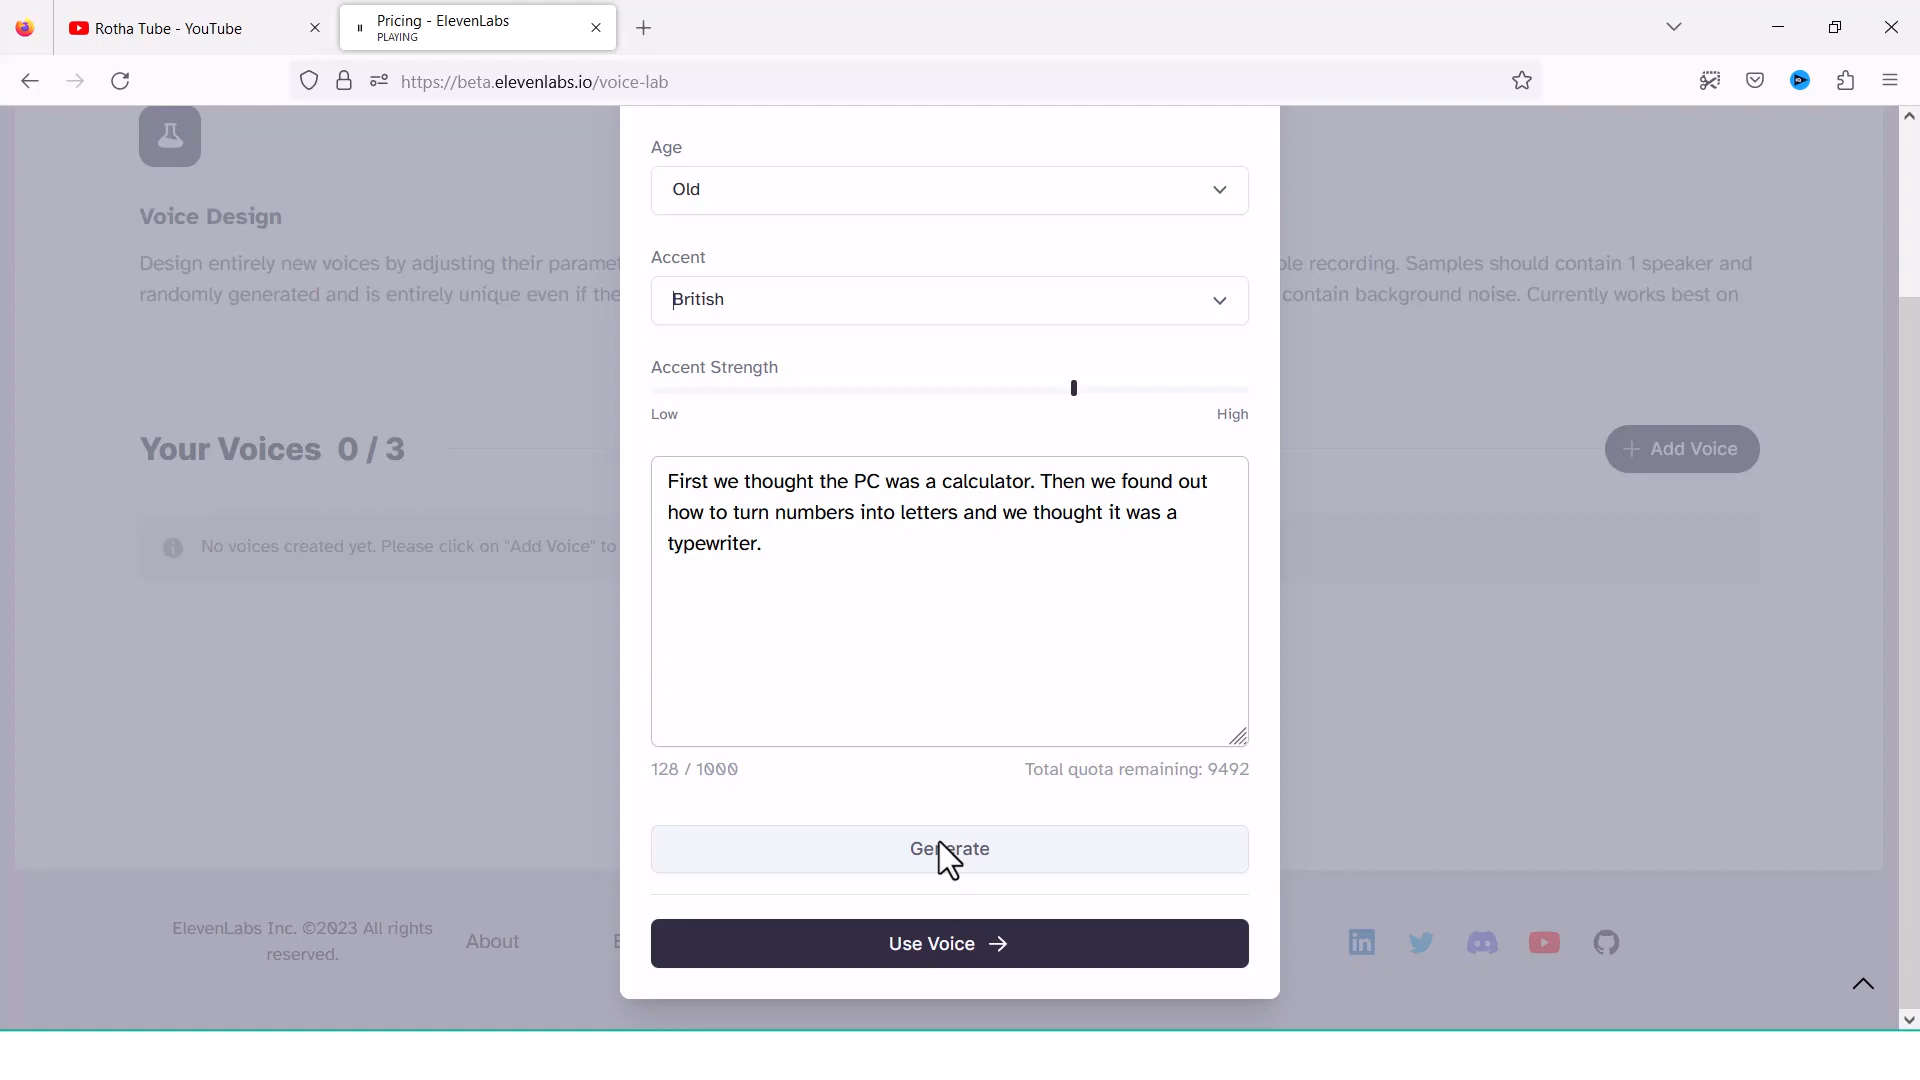 Rotha Tube - YouTube
Pricing - ElevenLabs
PLAYING
https://beta.elevenlabs.io/voice-lab
Voice Design
Design entirely new voices by adjusting their parame
randomly generated and is entirely unique even if the
ple recording. Samples should contain 1 speaker and
contain background noise. Currently works best on
Your Voices 0 / 3
Add Voice
No voices created yet. Please click on "Add Voice" to
Age
Old
Accent
British
Accent Strength
Low
High
First we thought the PC was a calculator. Then we found out
how to turn numbers into letters and we thought it was a
typewriter.
128 / 1000
Total quota remaining: 9492
Generate
Use Voice
ElevenLabs Inc. ©2023 All rights
reserved.
About